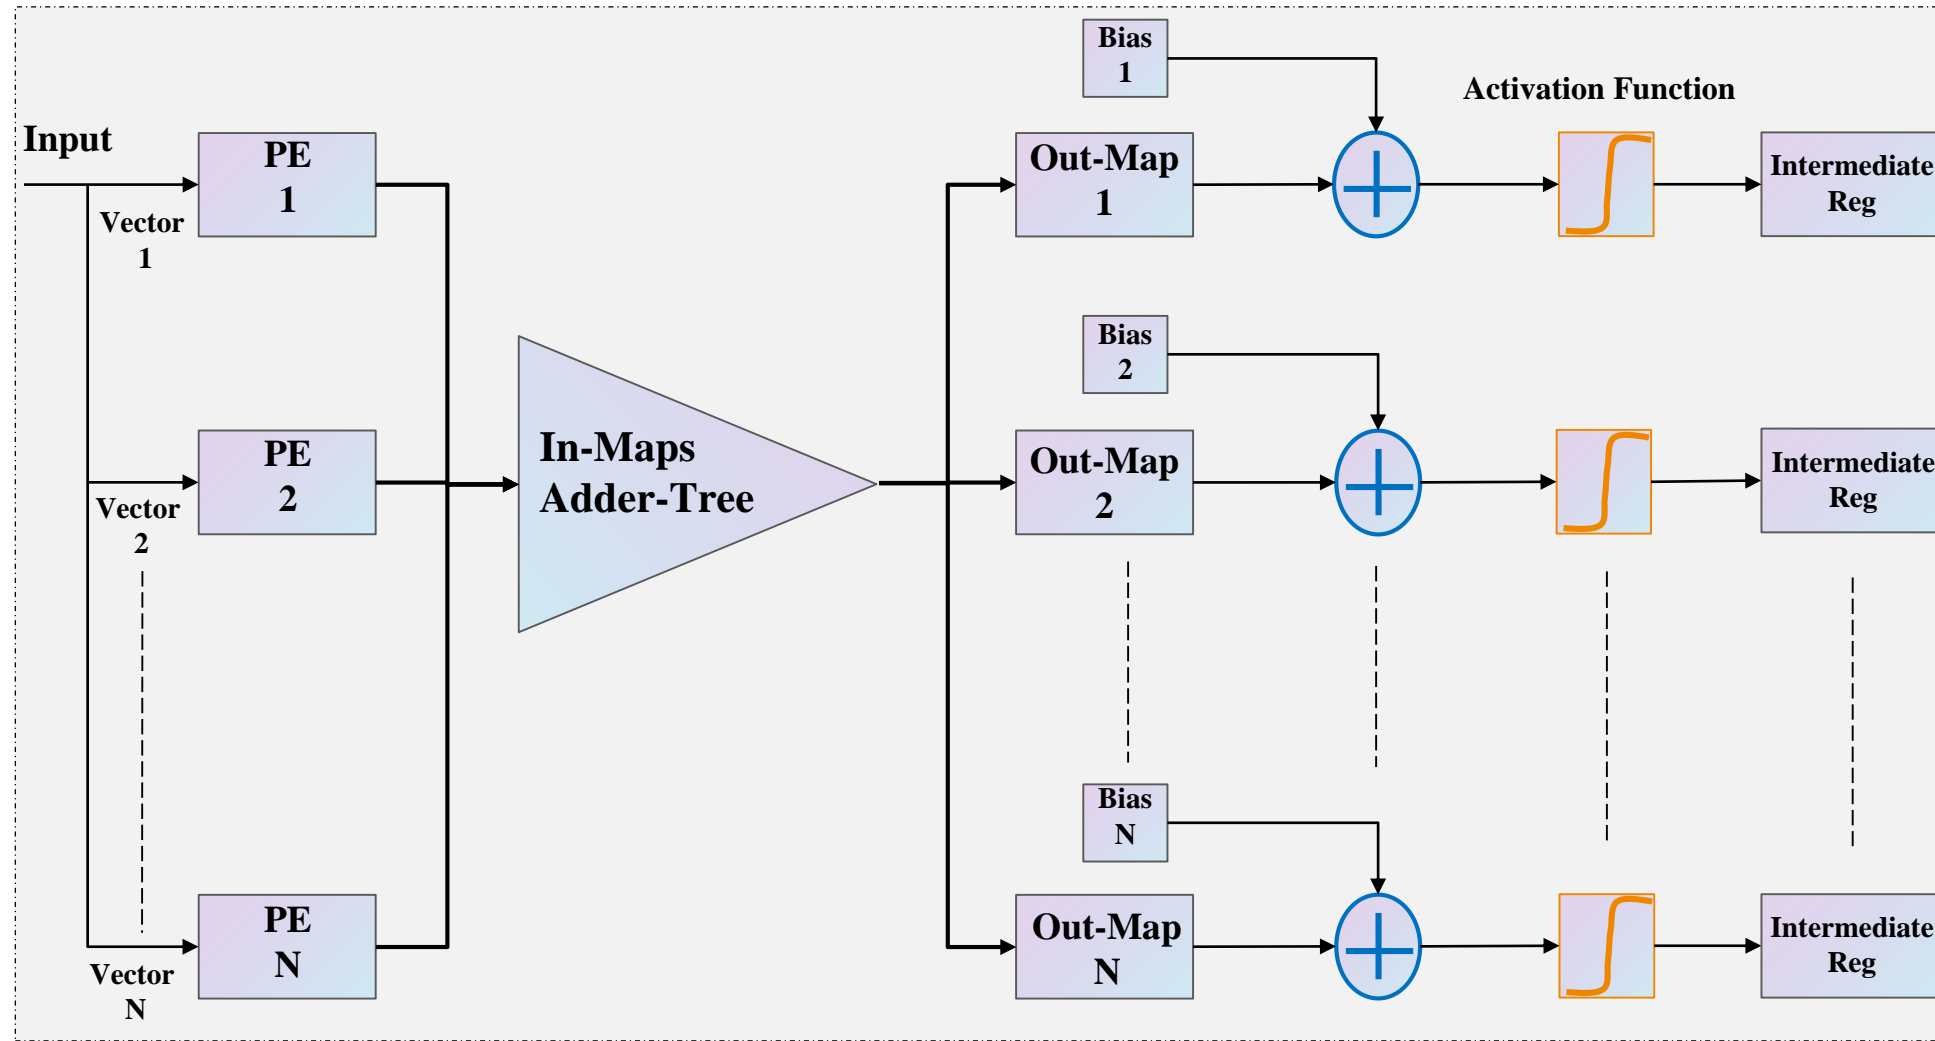 Bias
1
Activation Function
Input
PE
1
Vector
1
Out-Map
1
Intermediate
Reg
Bias
2
PE
2
Vector
2
In-Maps
Adder-Tree
Out-Map
2
Intermediate
Reg
Bias
N
PE
N
Vector
N
Out-Map
N
Intermediate
Reg